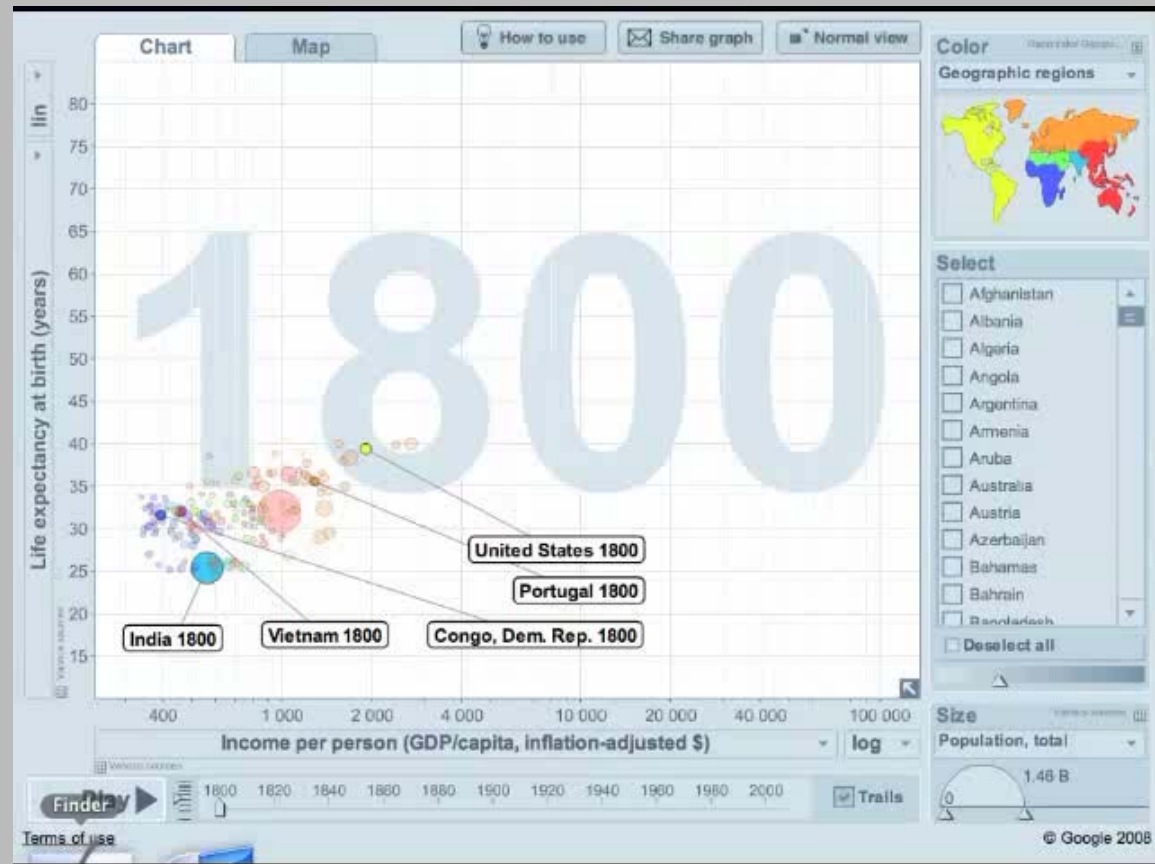 Chart
Map
How to use
Share graph
Normal view
lin
Life expectancy at birth (years)
80
75
70
65
60
55
50
45
40
35
30
25
20
15
1800
United States 1800
Portugal 1800
India 1800
Vietnam 1800
Congo, Dem. Rep. 1800
400
1 000
2 000
4 000
10 000
20 000
40 000
100 000
Income per person (GDP/capita, inflation-adjusted $)
log
Play
Finder
1800 1820 1840 1860 1880 1900 1920 1940 1960 1980 2000
Trails
Terms of use
Color
Geographic regions
Select
Afghanistan
Albania
Algeria
Angola
Argentina
Armenia
Aruba
Australia
Austria
Azerbaijan
Bahamas
Bahrain
Bangladesh
Deselect all
Size
Population, total
1.46 B
0
© Google 2008